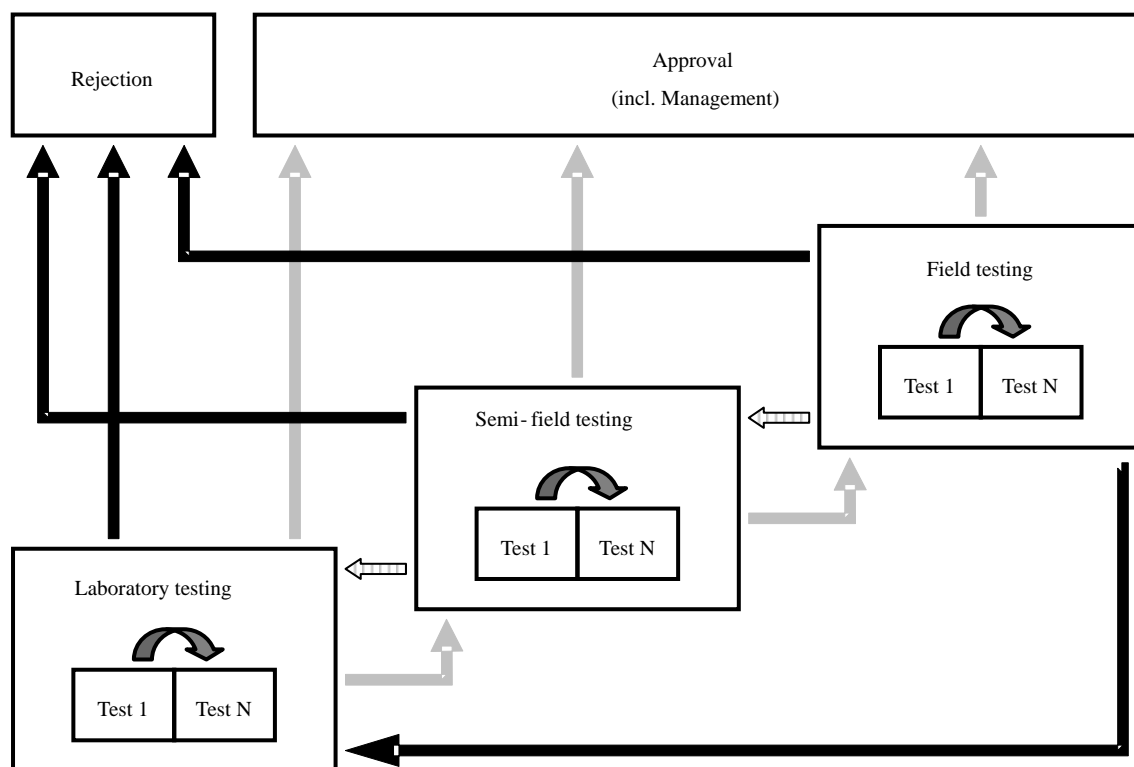 Rejection
Approval
(incl. Management)
Field testing
Test 1
Test N
Semi-field testing
Test 1
Test N
Laboratory testing
Test 1
Test N